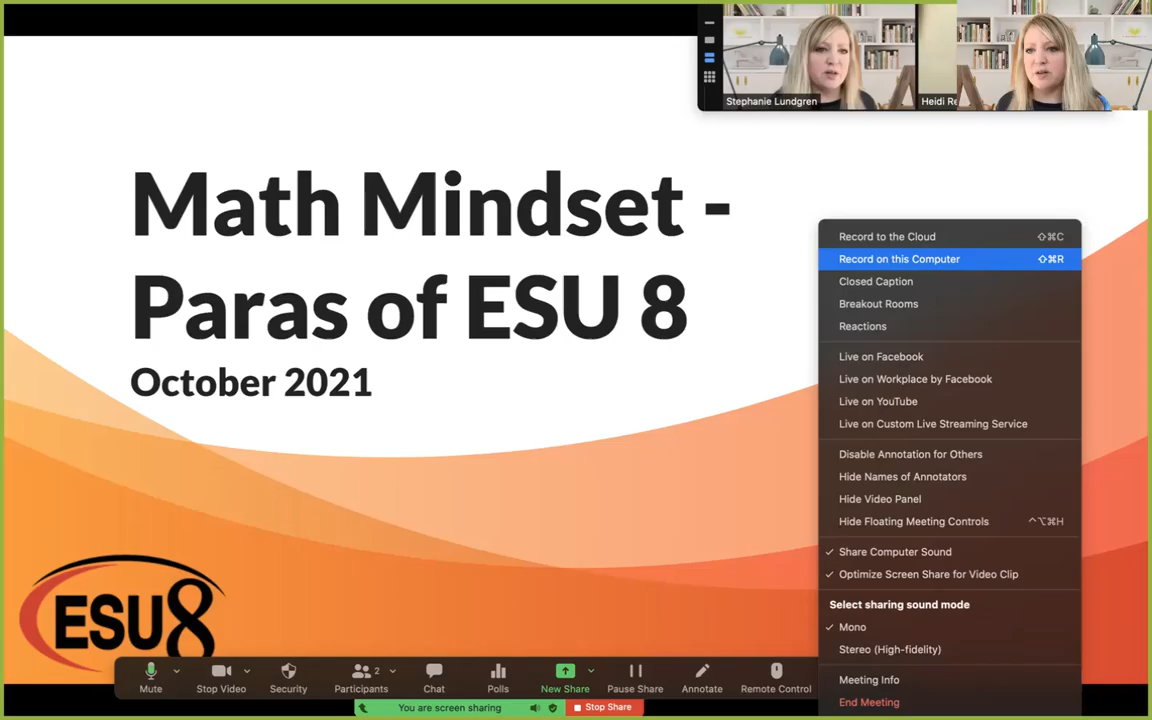 Stephanie Lundgren
Heidi Re
Math Mindset -
Paras of ESU 8
October 2021
Record to the Cloud ⇧⌘C
Record on this Computer ⇧⌘R
Closed Caption
Breakout Rooms
Reactions
Live on Facebook
Live on Workplace by Facebook
Live on YouTube
Live on Custom Live Streaming Service
Disable Annotation for Others
Hide Names of Annotators
Hide Video Panel
Hide Floating Meeting Controls ^⌥⌘H
Share Computer Sound
Optimize Screen Share for Video Clip
Select sharing sound mode
Mono
Stereo (High-fidelity)
Meeting Info
End Meeting
ESU8
2
Mute Stop Video Security Participants Chat Polls New Share Pause Share Annotate Remote Control
You are screen sharing Stop Share